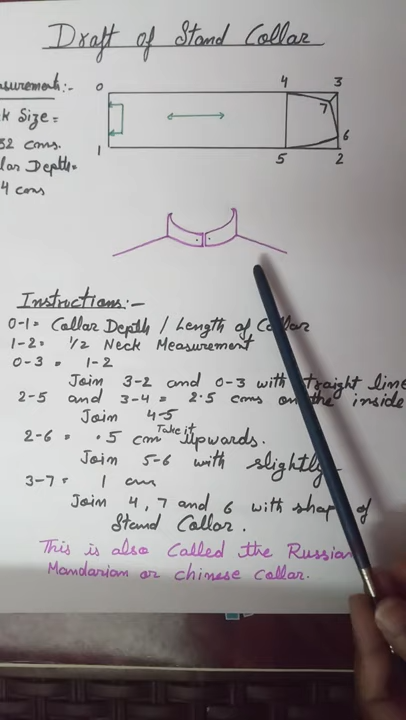 Draft of Stand Collar
asurement:-
k Size =
32 cms.
lar Depth=
4 cms
0
4
3
7
6
1
5
2
Instructions:-
0-1= Collar Depth / Length of Collar
1-2= 1/2 Neck Measurement
0-3 = 1-2
Join 3-2 and 0-3 with straight line
2-5 and 3-4 = 2.5 cms on the inside
Join 4-5
2-6 = .5 cm Take it upwards.
Join 5-6 with slightly
3-7= 1 cm
Join 4, 7 and 6 with shape of
Stand Collar.
This is also Called the Russian
Mandarian or chinese collar.